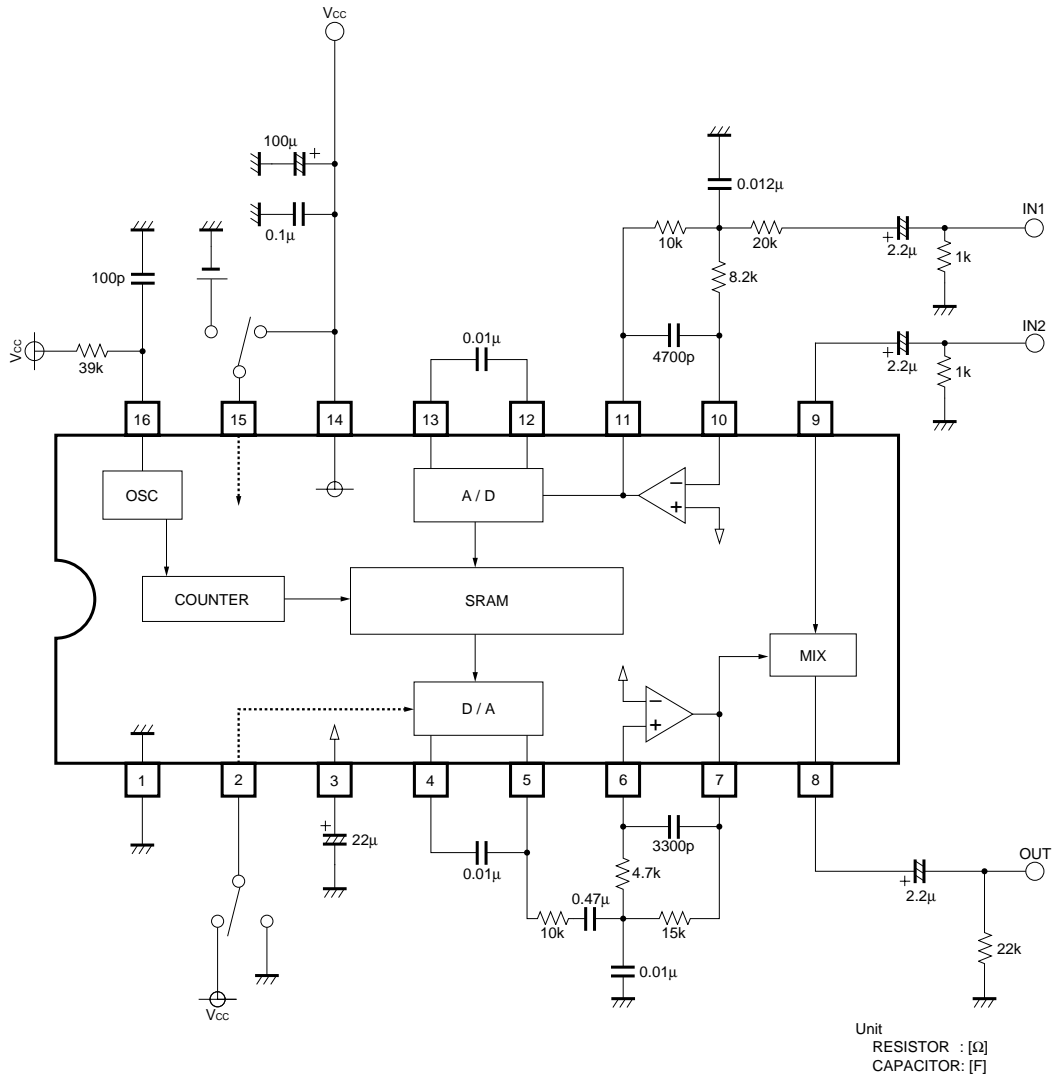 Vcc
100μ
+
0.1μ
100p
Vcc
39k
0.012μ
10k
20k
8.2k
4700p
0.01μ
+
2.2μ
1k
IN1
+
2.2μ
1k
IN2
16
15
14
13
12
11
10
9
OSC
A / D
−
+
COUNTER
SRAM
MIX
D / A
−
+
1
2
3
4
5
6
7
8
+
22μ
0.01μ
3300p
4.7k
0.47μ
10k
15k
0.01μ
Vcc
+
2.2μ
OUT
22k
Unit
RESISTOR : [Ω]
CAPACITOR: [F]